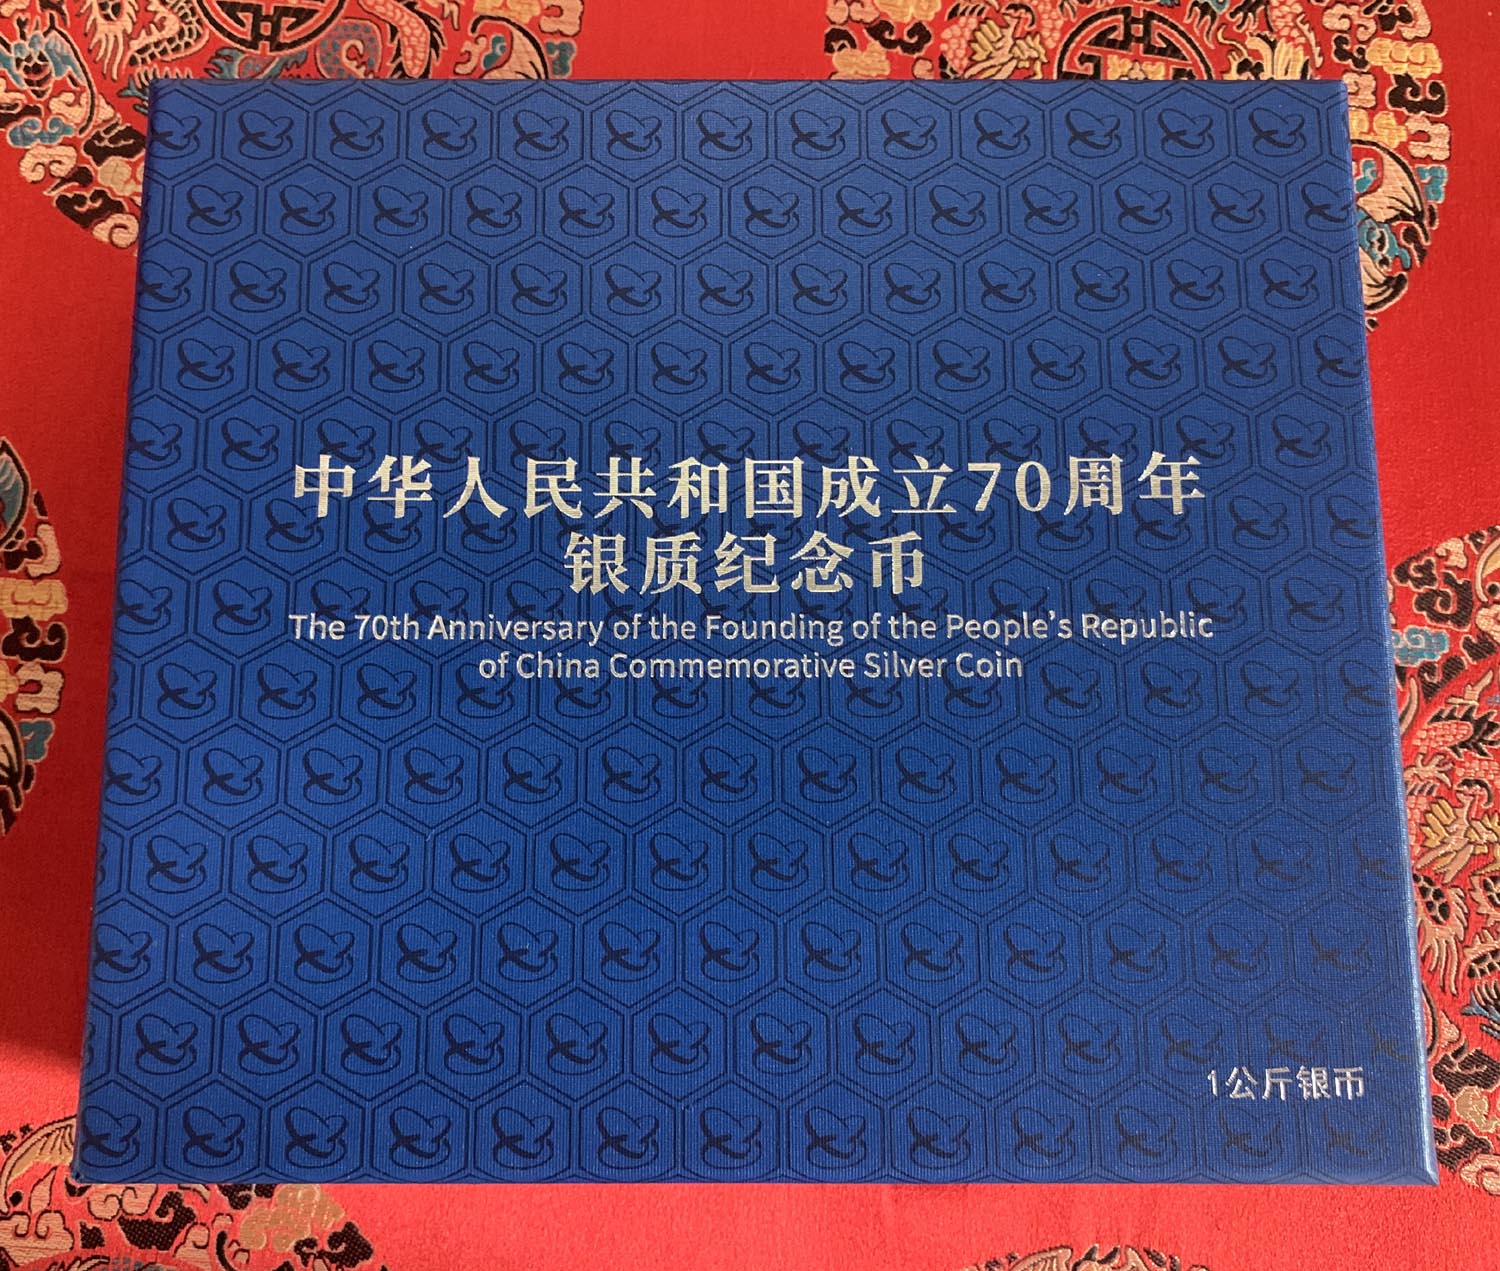 中华人民共和国成立70周年
银质纪念币
The 70th Anniversary of the Founding of the People's Republic
of China Commemorative Silver Coin
1公斤银币